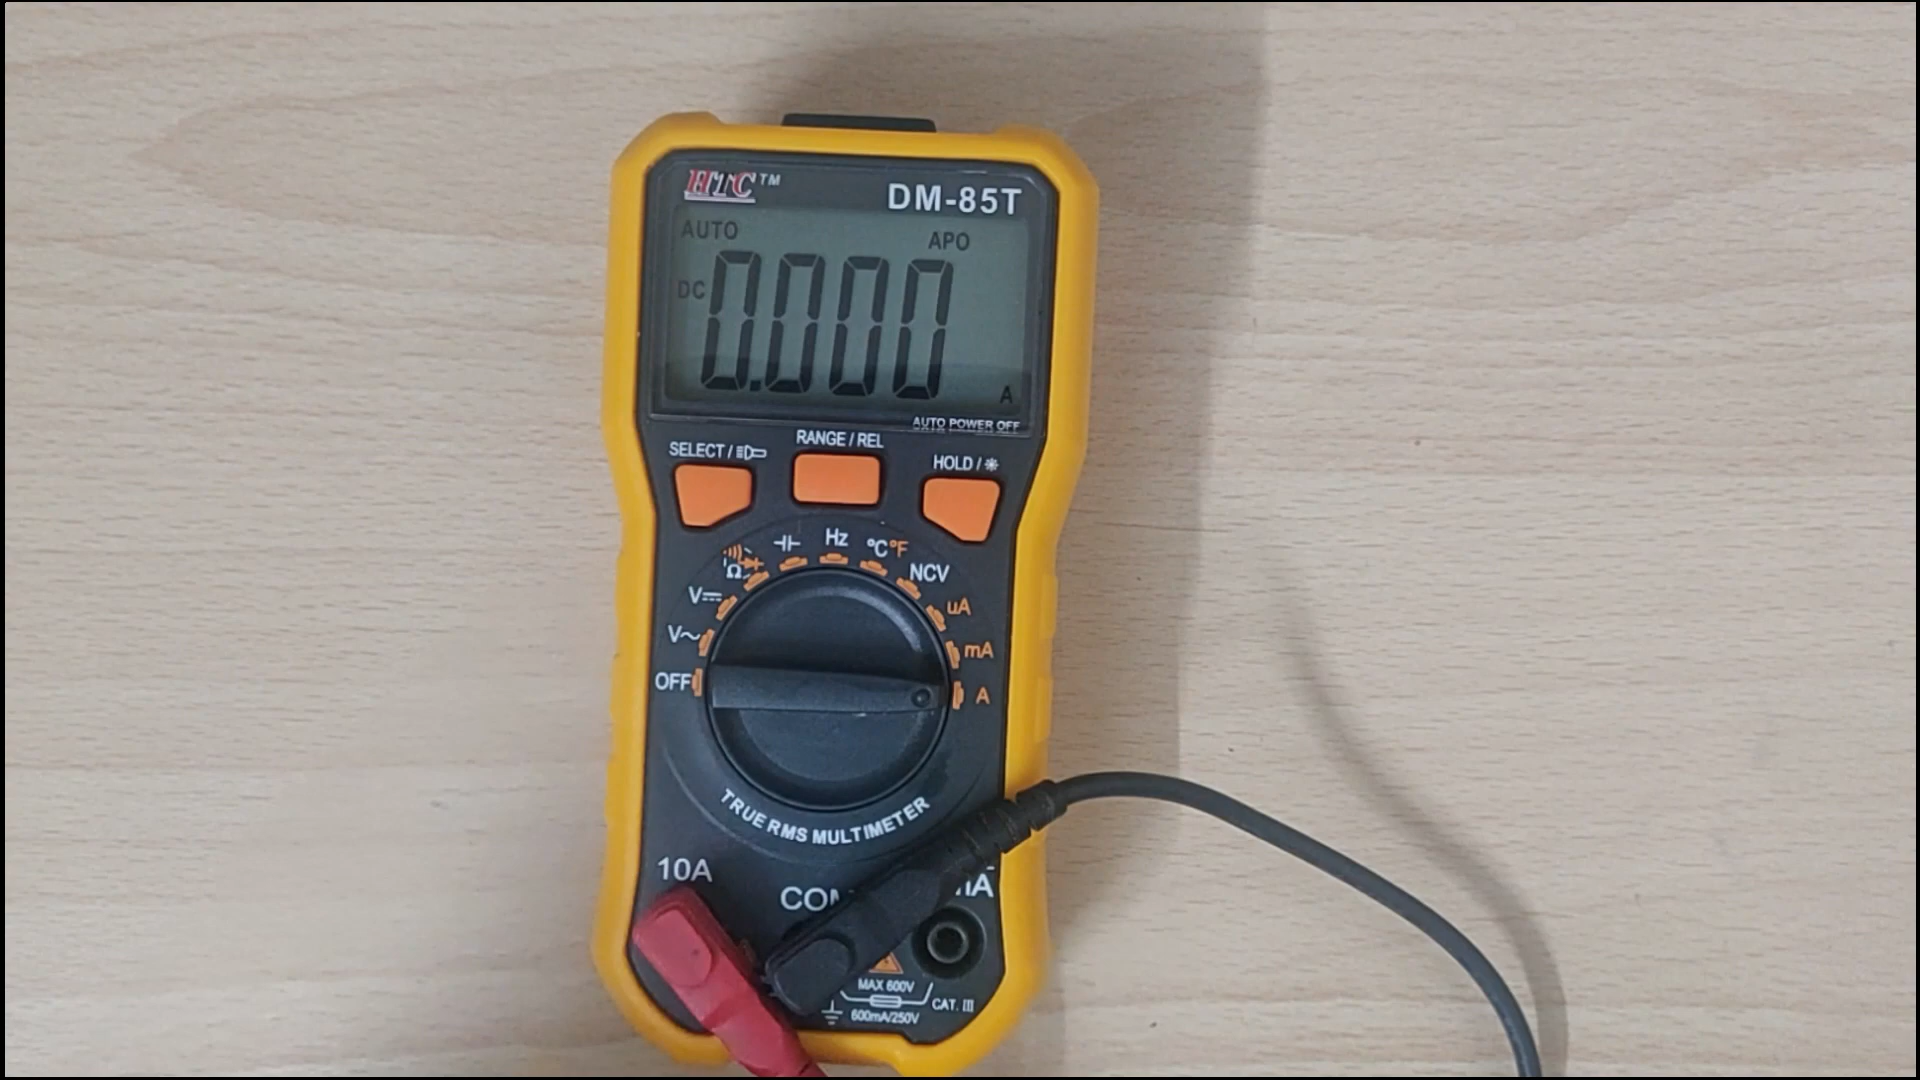 HTC™
DM-85T
AUTO
APO
DC
0.000
A
AUTO POWER OFF
SELECT /
RANGE / REL
HOLD /
Hz
°C°F
NCV
Ω
uA
V
mA
V~
A
OFF
TRUE RMS MULTIMETER
10A
MAX 600V
CAT. III
600mA/250V